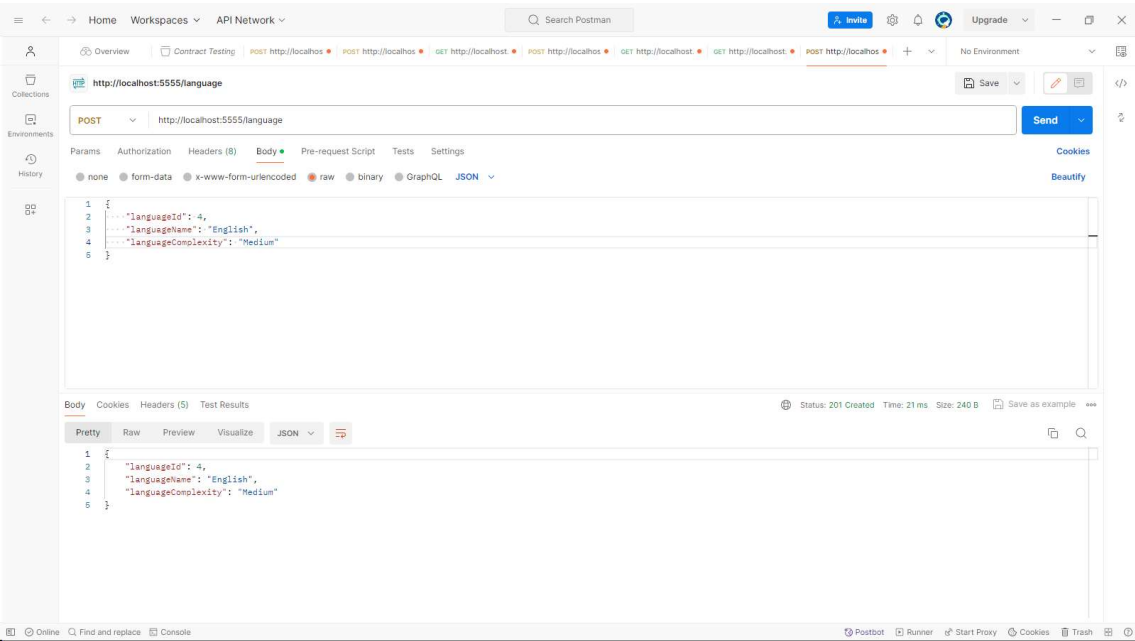 Home Workspaces API Network Search Postman Invite Upgrade
Overview Contract Testing POST http://localhos POST http://localhos GET http://localhost. POST http://localhos GET http://localhost. GET http://localhost: POST http://localhos No Environment
HTTP http://localhost:5555/language Save
Collections
POST http://localhost:5555/language Send
Environments
Params Authorization Headers (8) Body Pre-request Script Tests Settings Cookies
History
none form-data x-www-form-urlencoded raw binary GraphQL JSON Beautify
1 {
2 "languageId": 4,
3 "languageName": "English",
4 "languageComplexity": "Medium"
5 }
Body Cookies Headers (5) Test Results Status: 201 Created Time: 21 ms Size: 240 B Save as example
Pretty Raw Preview Visualize JSON
1 {
2 "languageId": 4,
3 "languageName": "English",
4 "languageComplexity": "Medium"
5 }
Online Find and replace Console Postbot Runner Start Proxy Cookies Trash